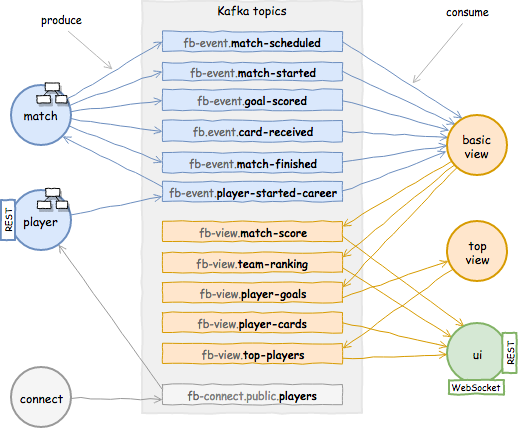 Kafka topics
produce
consume
fb-event.match-scheduled
fb-event.match-started
fb-event.goal-scored
fb.event.card-received
fb-event.match-finished
fb-event.player-started-career
match
REST
player
basic
view
fb-view.match-score
fb-view.team-ranking
fb-view.player-goals
fb-view.player-cards
fb-view.top-players
top
view
ui
REST
WebSocket
connect
fb-connect.public.players